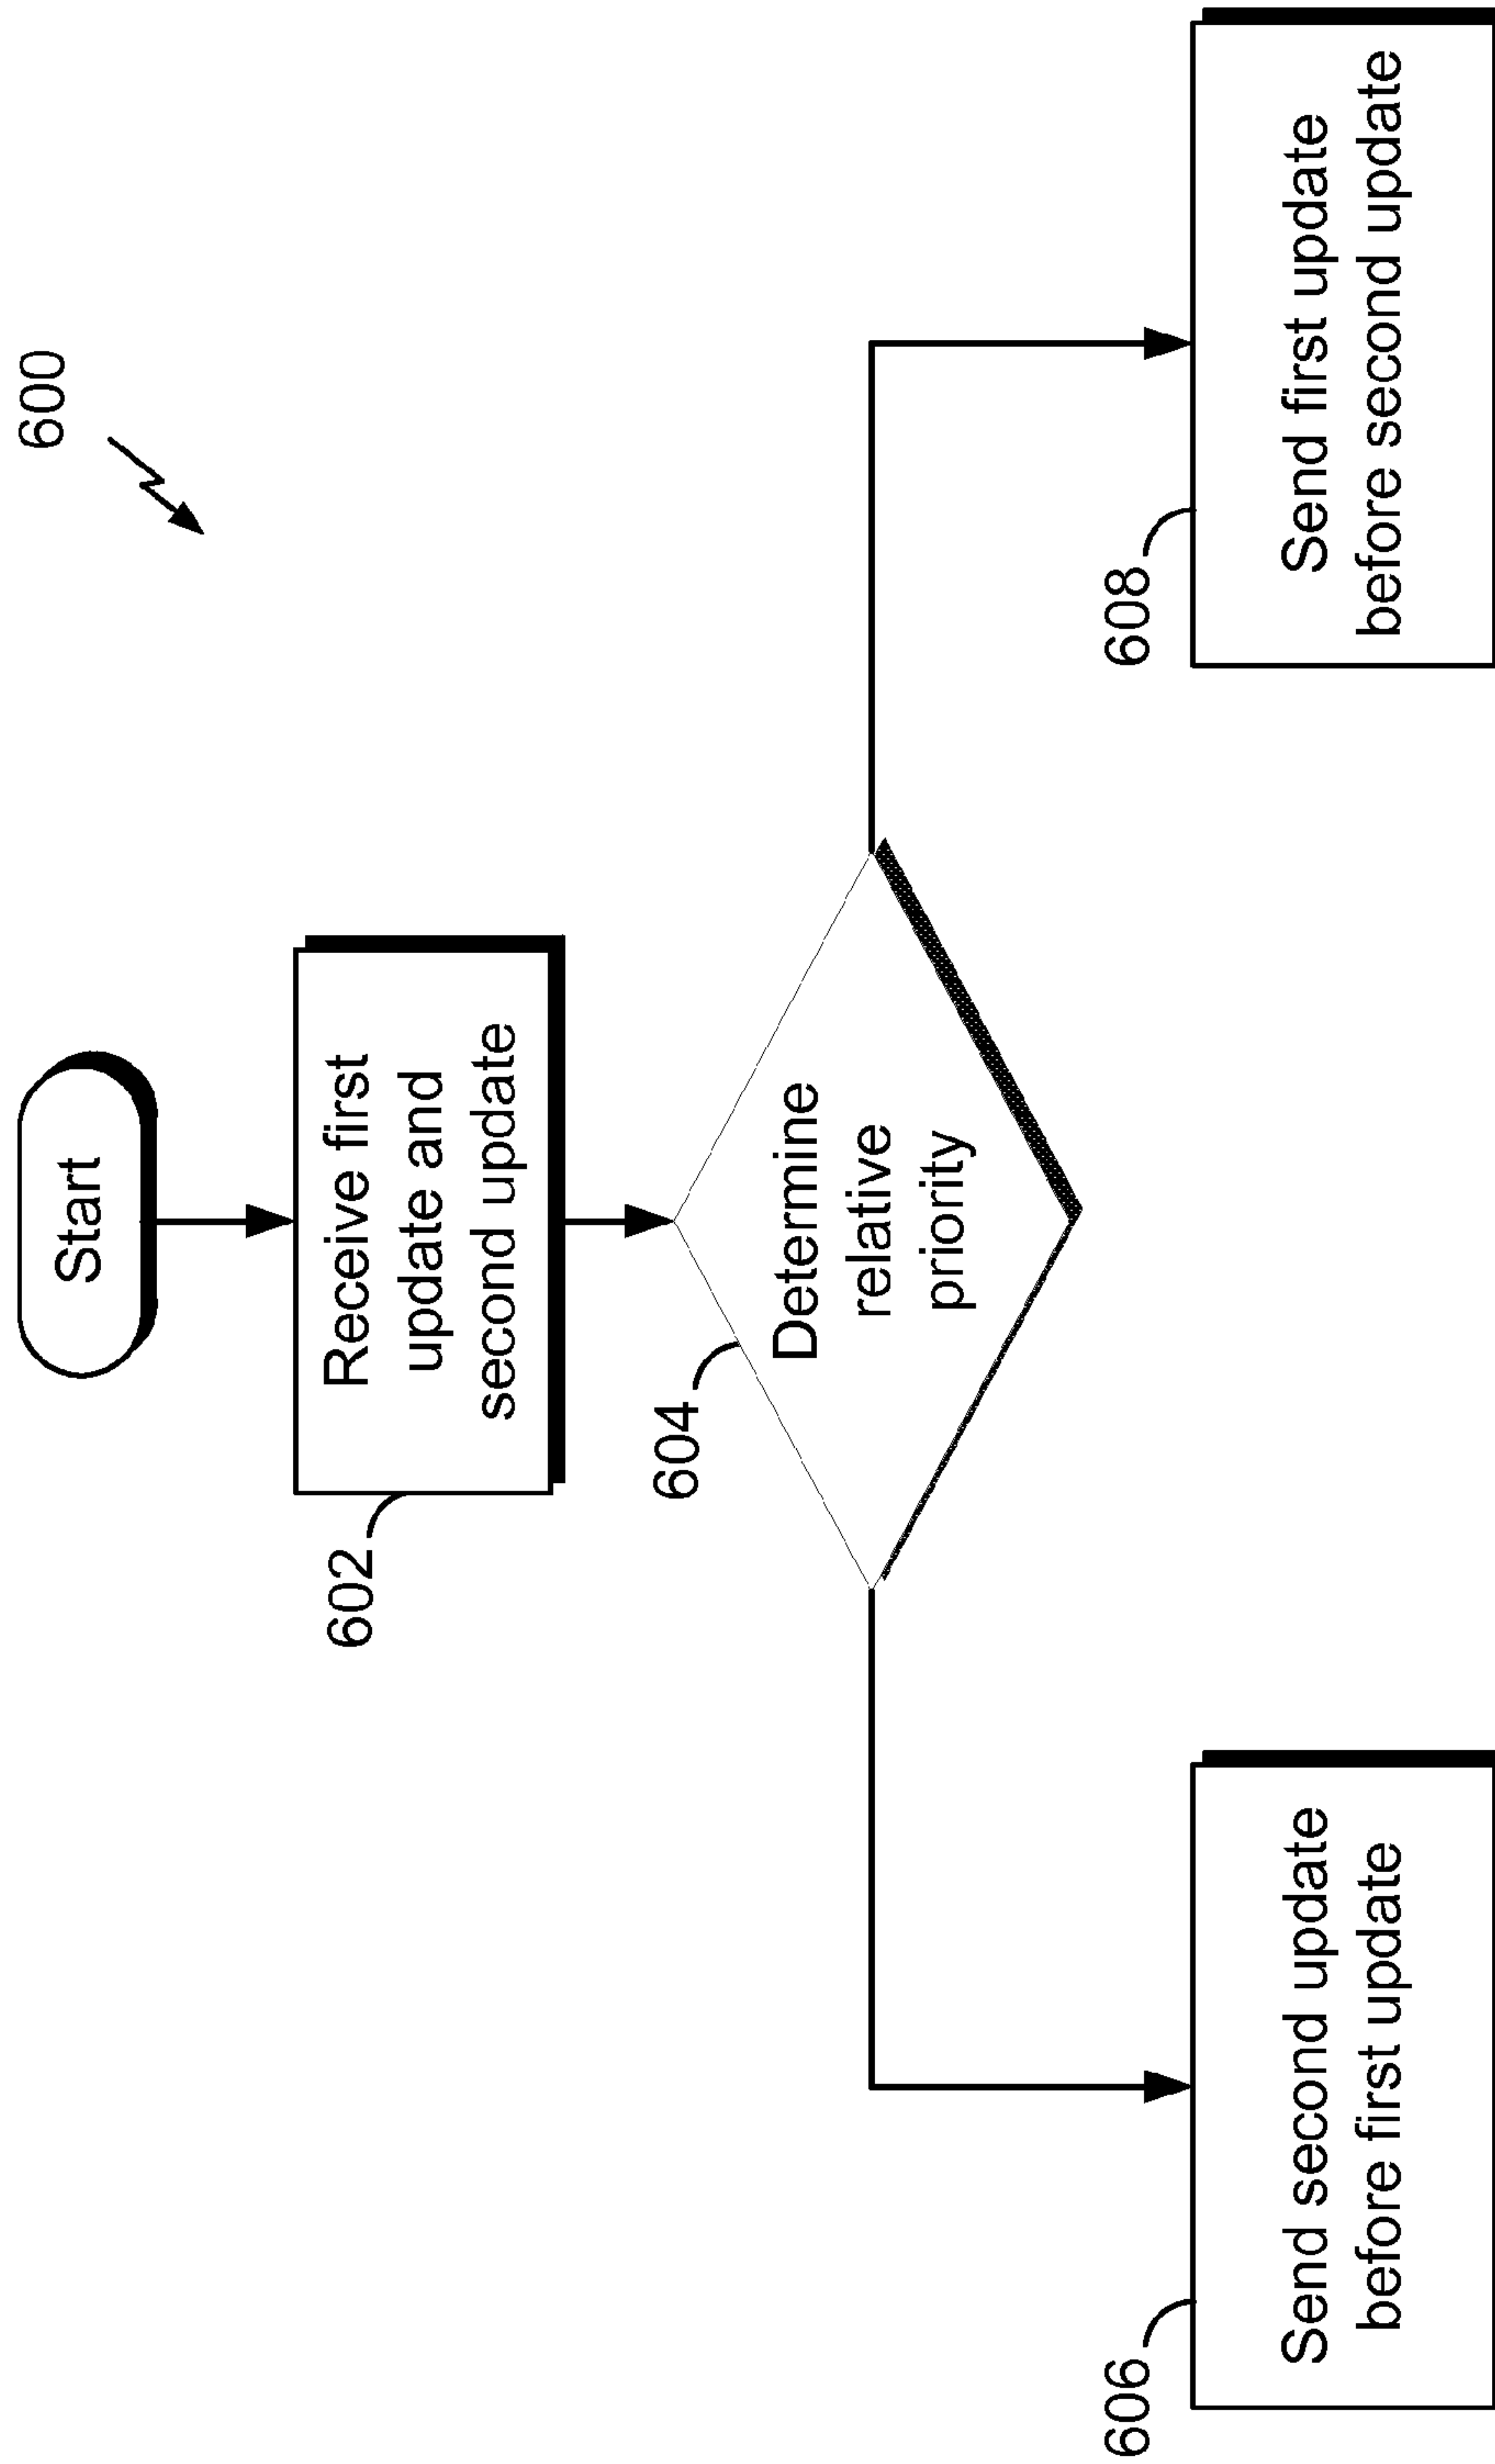 600
Start
602
Receive first
update and
second update
604
Determine
relative
priority
606
Send second update
before first update
608
Send first update
before second update